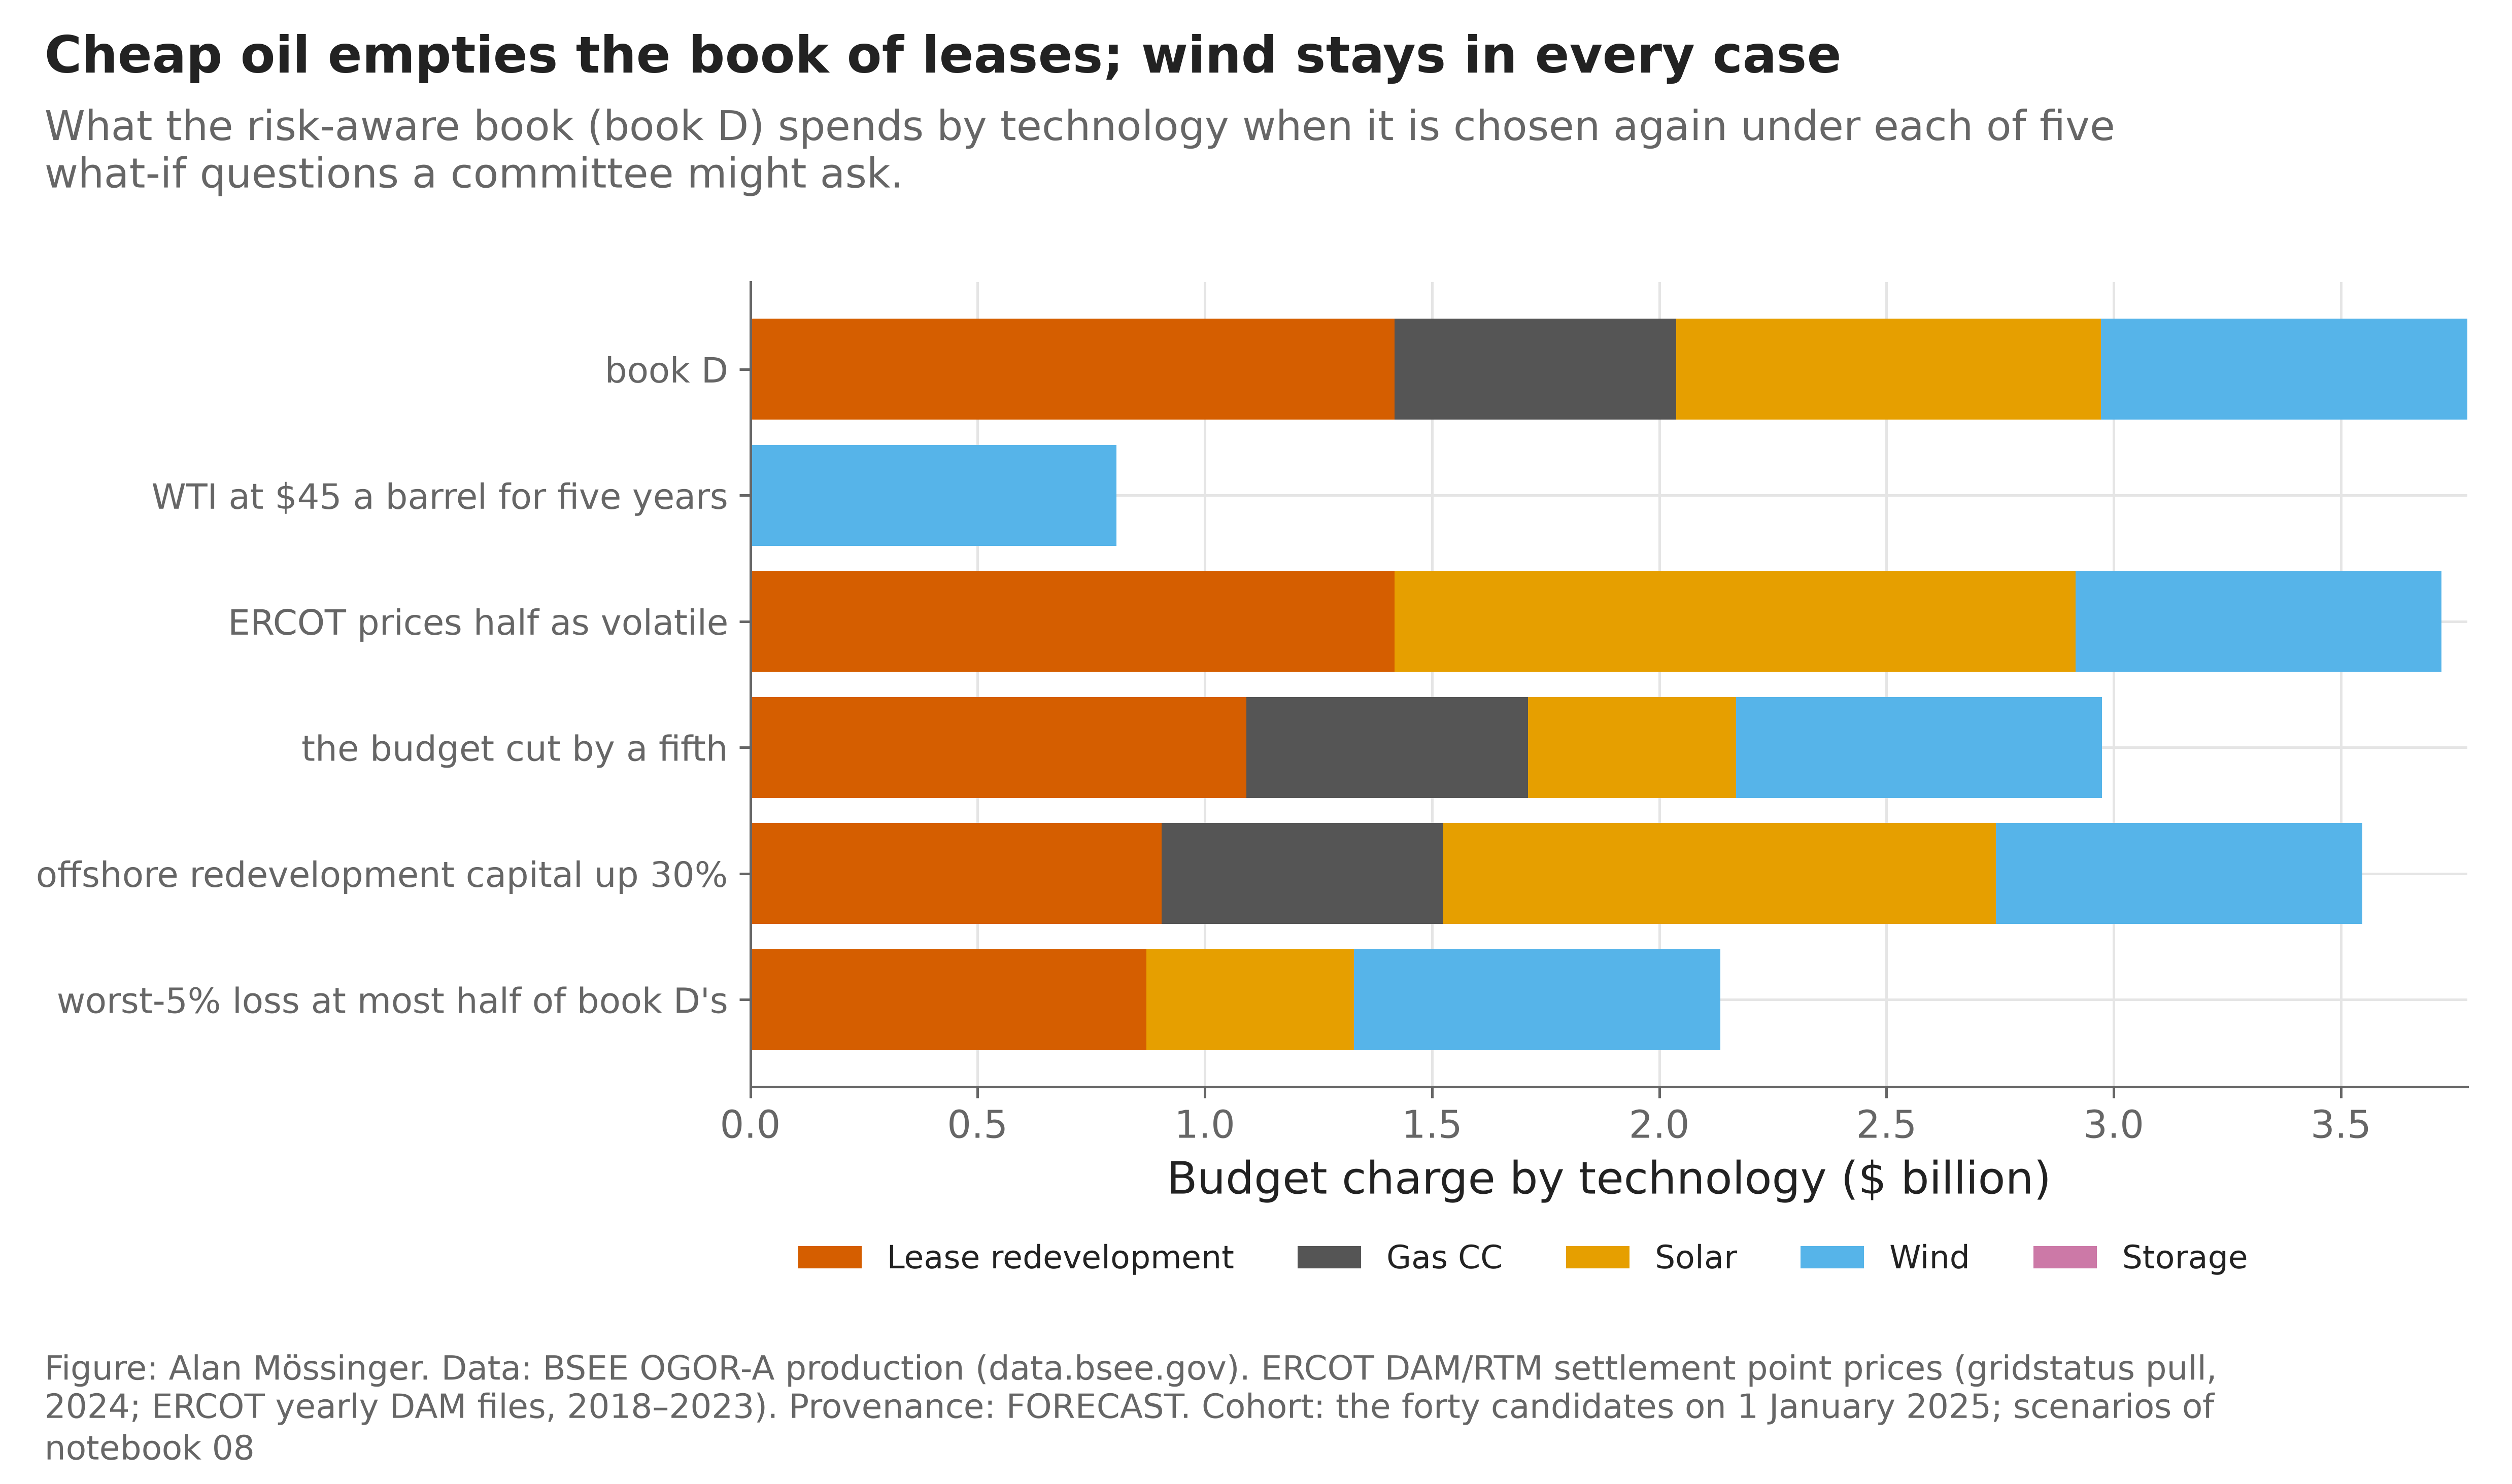 Cheap oil empties the book of leases; wind stays in every case
What the risk-aware book (book D) spends by technology when it is chosen again under each of five
what-if questions a committee might ask.
book D
WTI at $45 a barrel for five years
ERCOT prices half as volatile
the budget cut by a fifth
offshore redevelopment capital up 30%
worst-5% loss at most half of book D's
0.0 0.5 1.0 1.5 2.0 2.5 3.0 3.5
Budget charge by technology ($ billion)
Lease redevelopment Gas CC Solar Wind Storage
Figure: Alan Mössinger. Data: BSEE OGOR-A production (data.bsee.gov). ERCOT DAM/RTM settlement point prices (gridstatus pull,
2024; ERCOT yearly DAM files, 2018–2023). Provenance: FORECAST. Cohort: the forty candidates on 1 January 2025; scenarios of
notebook 08